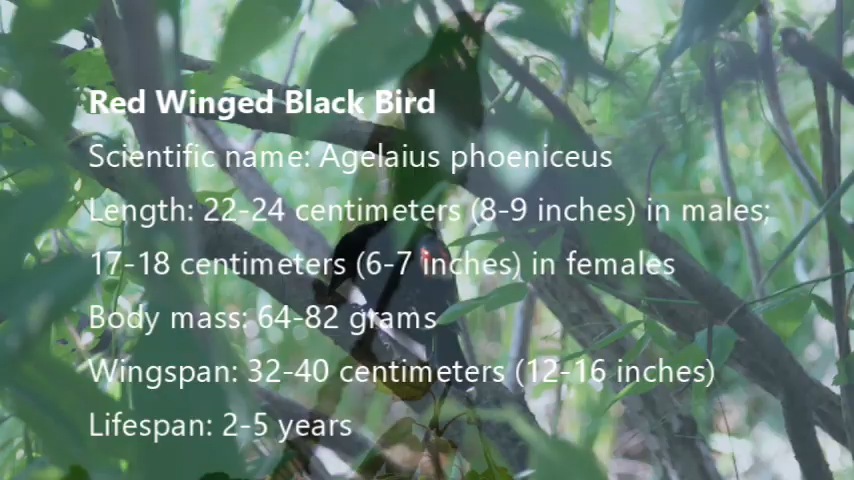 Red Winged Black Bird
Scientific name: Agelaius phoeniceus
Length: 22-24 centimeters (8-9 inches) in males;
17-18 centimeters (6-7 inches) in females
Body mass: 64-82 grams
Wingspan: 32-40 centimeters (12-16 inches)
Lifespan: 2-5 years